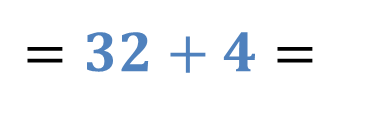 = 32 + 4 =